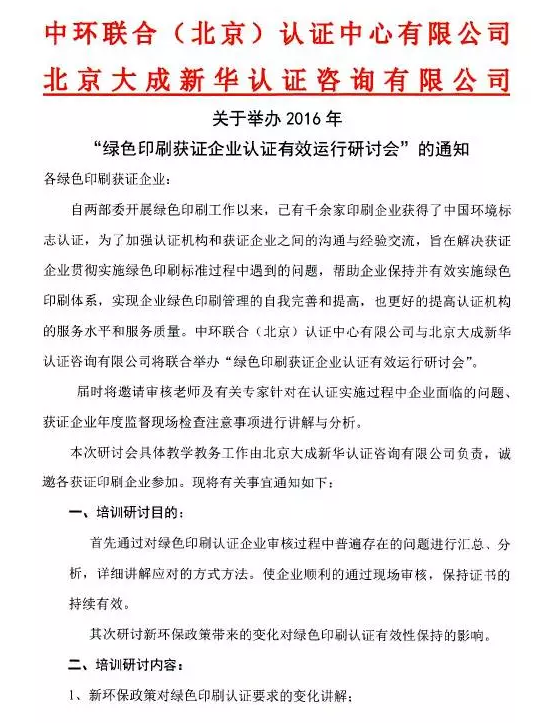 中环联合（北京）认证中心有限公司
北京大成新华认证咨询有限公司
关于举办 2016 年
“绿色印刷获证企业认证有效运行研讨会”的通知
各绿色印刷获证企业：
自两部委开展绿色印刷工作以来，已有千余家印刷企业获得了中国环境标
志认证，为了加强认证机构和获证企业之间的沟通与经验交流，旨在解决获证
企业贯彻实施绿色印刷标准过程中遇到的问题，帮助企业保持并有效实施绿色
印刷体系，实现企业绿色印刷管理的自我完善和提高，也更好的提高认证机构
的服务水平和服务质量。中环联合（北京）认证中心有限公司与北京大成新华
认证咨询有限公司将联合举办“绿色印刷获证企业认证有效运行研讨会”。
届时将邀请审核老师及有关专家针对在认证实施过程中企业面临的问题、
获证企业年度监督现场检查注意事项进行讲解与分析。
本次研讨会具体教学教务工作由北京大成新华认证咨询有限公司负责，诚
邀各获证印刷企业参加。现将有关事宜通知如下：
一、培训研讨目的：
首先通过对绿色印刷认证企业审核过程中普遍存在的问题进行汇总、分
析，详细讲解应对的方式方法。使企业顺利的通过现场审核，保持证书的
持续有效。
其次研讨新环保政策带来的变化对绿色印刷认证有效性保持的影响。
二、培训研讨内容：
1、新环保政策对绿色印刷认证要求的变化讲解；